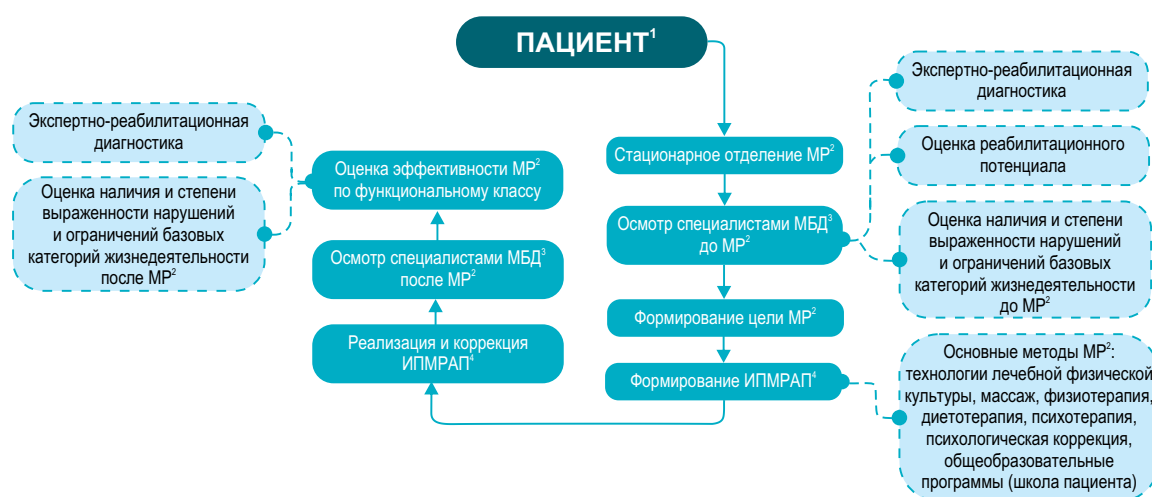 ПАЦИЕНТ¹
Стационарное отделение МР²
Осмотр специалистами МБД³
до МР²
Экспертно-реабилитационная
диагностика
Оценка реабилитационного
потенциала
Оценка наличия и степени
выраженности нарушений
и ограничений базовых
категорий жизнедеятельности
до МР²
Формирование цели МР²
Формирование ИПМРАП⁴
Основные методы МР²:
технологии лечебной физической
культуры, массаж, физиотерапия,
диетотерапия, психотерапия,
психологическая коррекция,
общеобразовательные
программы (школа пациента)
Реализация и коррекция
ИПМРАП⁴
Осмотр специалистами МБД³
после МР²
Оценка эффективности МР²
по функциональному классу
Экспертно-реабилитационная
диагностика
Оценка наличия и степени
выраженности нарушений
и ограничений базовых
категорий жизнедеятельности
после МР²